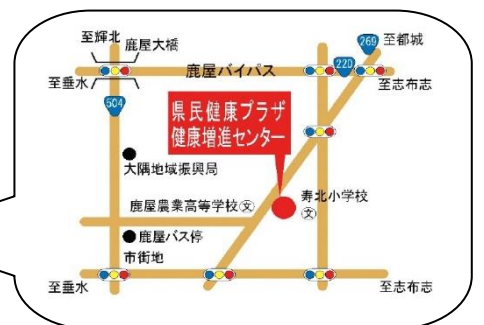 至輝北
鹿屋大橋
269
至都城
鹿屋バイパス
220
至垂水
至志布志
504
県民健康プラザ
健康増進センター
大隅地域振興局
寿北小学校
文
鹿屋農業高等学校文
鹿屋バス停
市街地
至垂水
至志布志